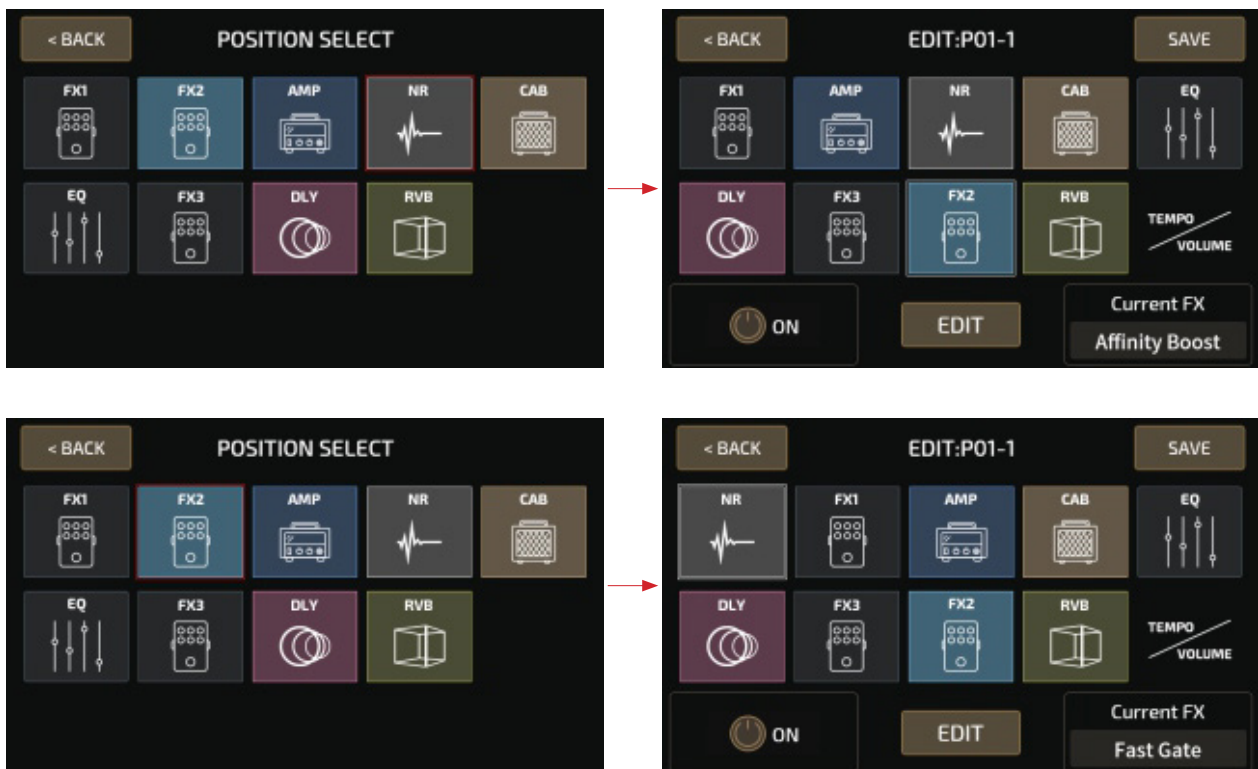 < BACK POSITION SELECT
FX1 FX2 AMP NR CAB
EQ FX3 DLY RVB
< BACK EDIT:P01-1 SAVE
FX1 AMP NR CAB EQ
DLY FX3 FX2 RVB TEMPO
VOLUME
ON EDIT Current FX
Affinity Boost
< BACK POSITION SELECT
FX1 FX2 AMP NR CAB
EQ FX3 DLY RVB
< BACK EDIT:P01-1 SAVE
NR FX1 AMP CAB EQ
DLY FX3 FX2 RVB TEMPO
VOLUME
ON EDIT Current FX
Fast Gate